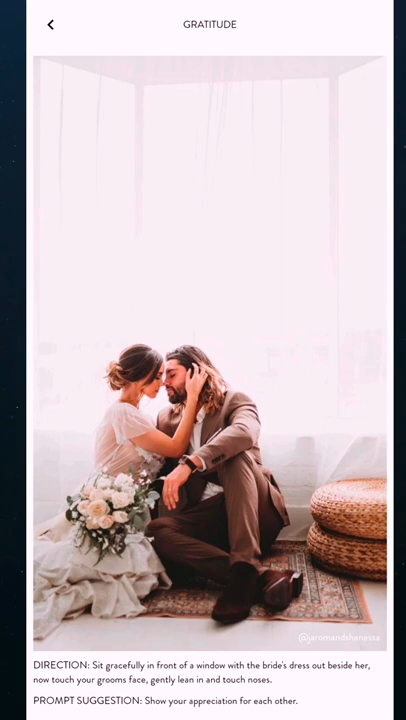 GRATITUDE
@jaromandshanessa
DIRECTION: Sit gracefully in front of a window with the bride's dress out beside her,
now touch your grooms face, gently lean in and touch noses.
PROMPT SUGGESTION: Show your appreciation for each other.